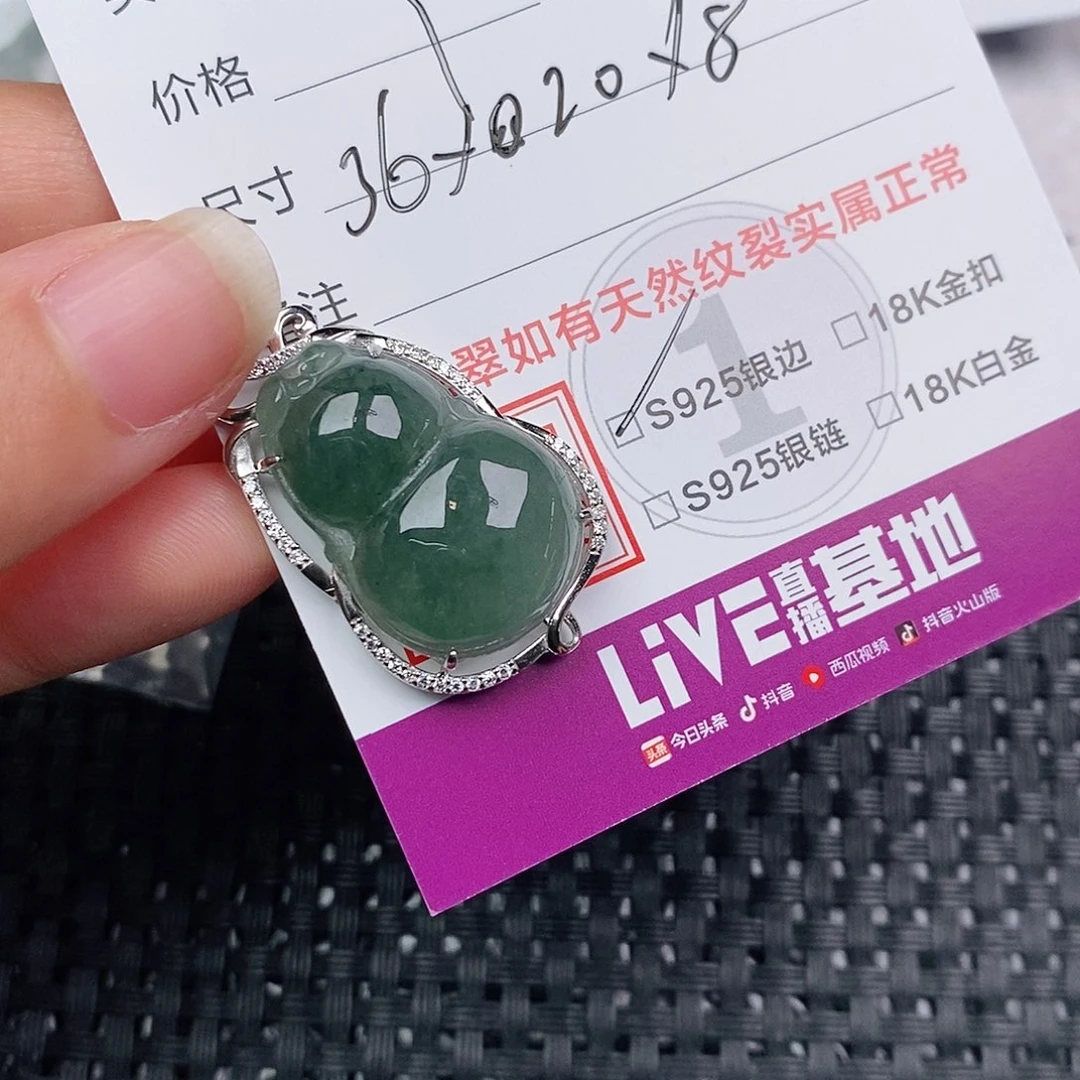 价格
尺寸 36×20×8
注
翠如有天然纹裂实属正常
1
S925银边 18K金扣
S925银链 18K白金
LiVE直播基地
头条 今日头条 抖音 西瓜视频 抖音火山版